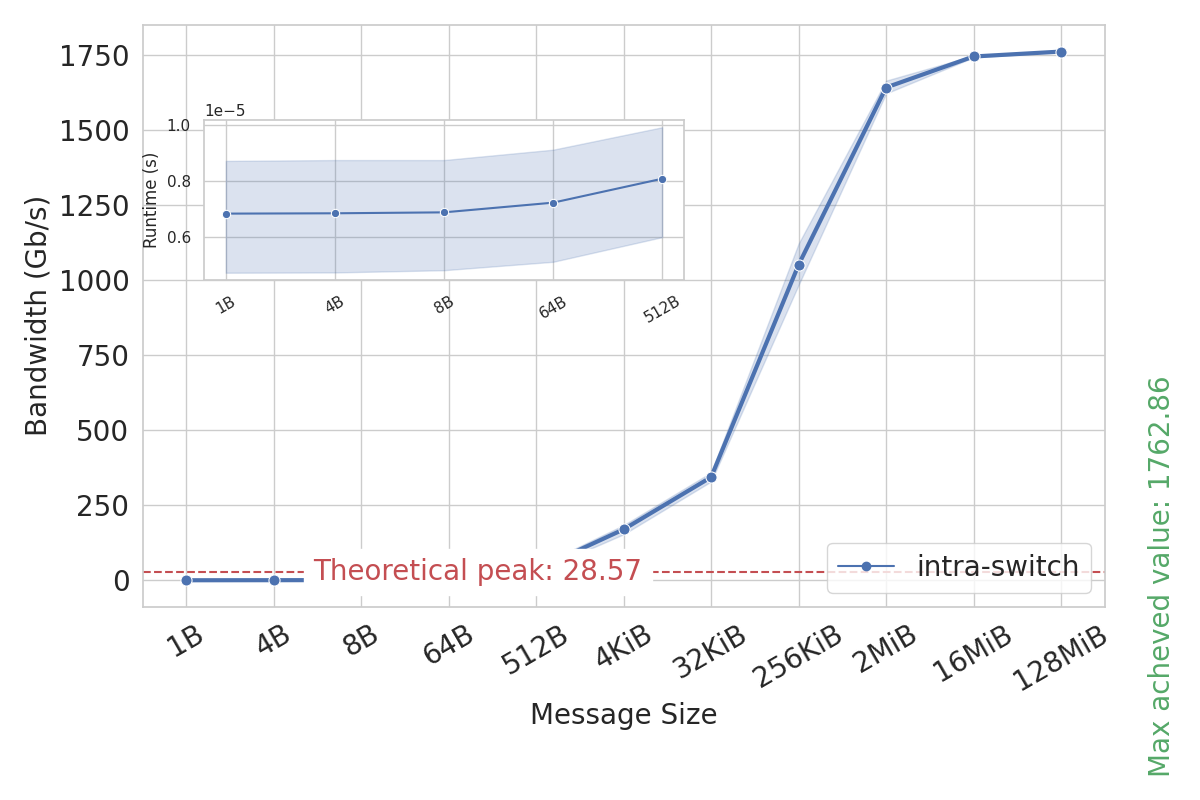 1750
1500
1250
1000
750
500
250
0
Bandwidth (Gb/s)
1e−5
1.0
0.8
0.6
Runtime (s)
1B
4B
8B
64B
512B
Theoretical peak: 28.57
intra-switch
1B
4B
8B
64B
512B
4KiB
32KiB
256KiB
2MiB
16MiB
128MiB
Message Size
Max acheved value: 1762.86